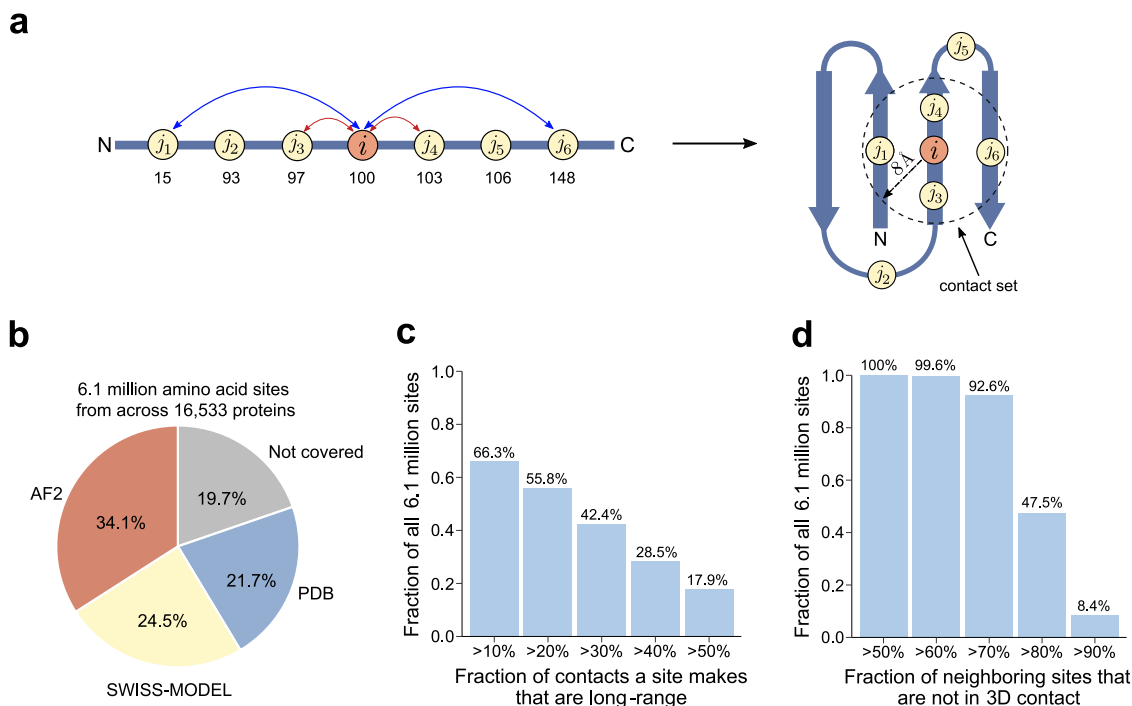 a
N j1 j2 j3 i j4 j5 j6 C
15 93 97 100 103 106 148
j5
j4
j1 i j6
8Å
j3
N C
j2
contact set
b
6.1 million amino acid sites
from across 16,533 proteins
Not covered
AF2
19.7%
34.1%
21.7%
PDB
24.5%
SWISS-MODEL
c
Fraction of all 6.1 million sites
1.0
0.8
0.6
0.4
0.2
0.0
66.3%
55.8%
42.4%
28.5%
17.9%
>10% >20% >30% >40% >50%
Fraction of contacts a site makes
that are long-range
d
Fraction of all 6.1 million sites
1.0
0.8
0.6
0.4
0.2
0.0
100%
99.6%
92.6%
47.5%
8.4%
>50% >60% >70% >80% >90%
Fraction of neighboring sites that
are not in 3D contact